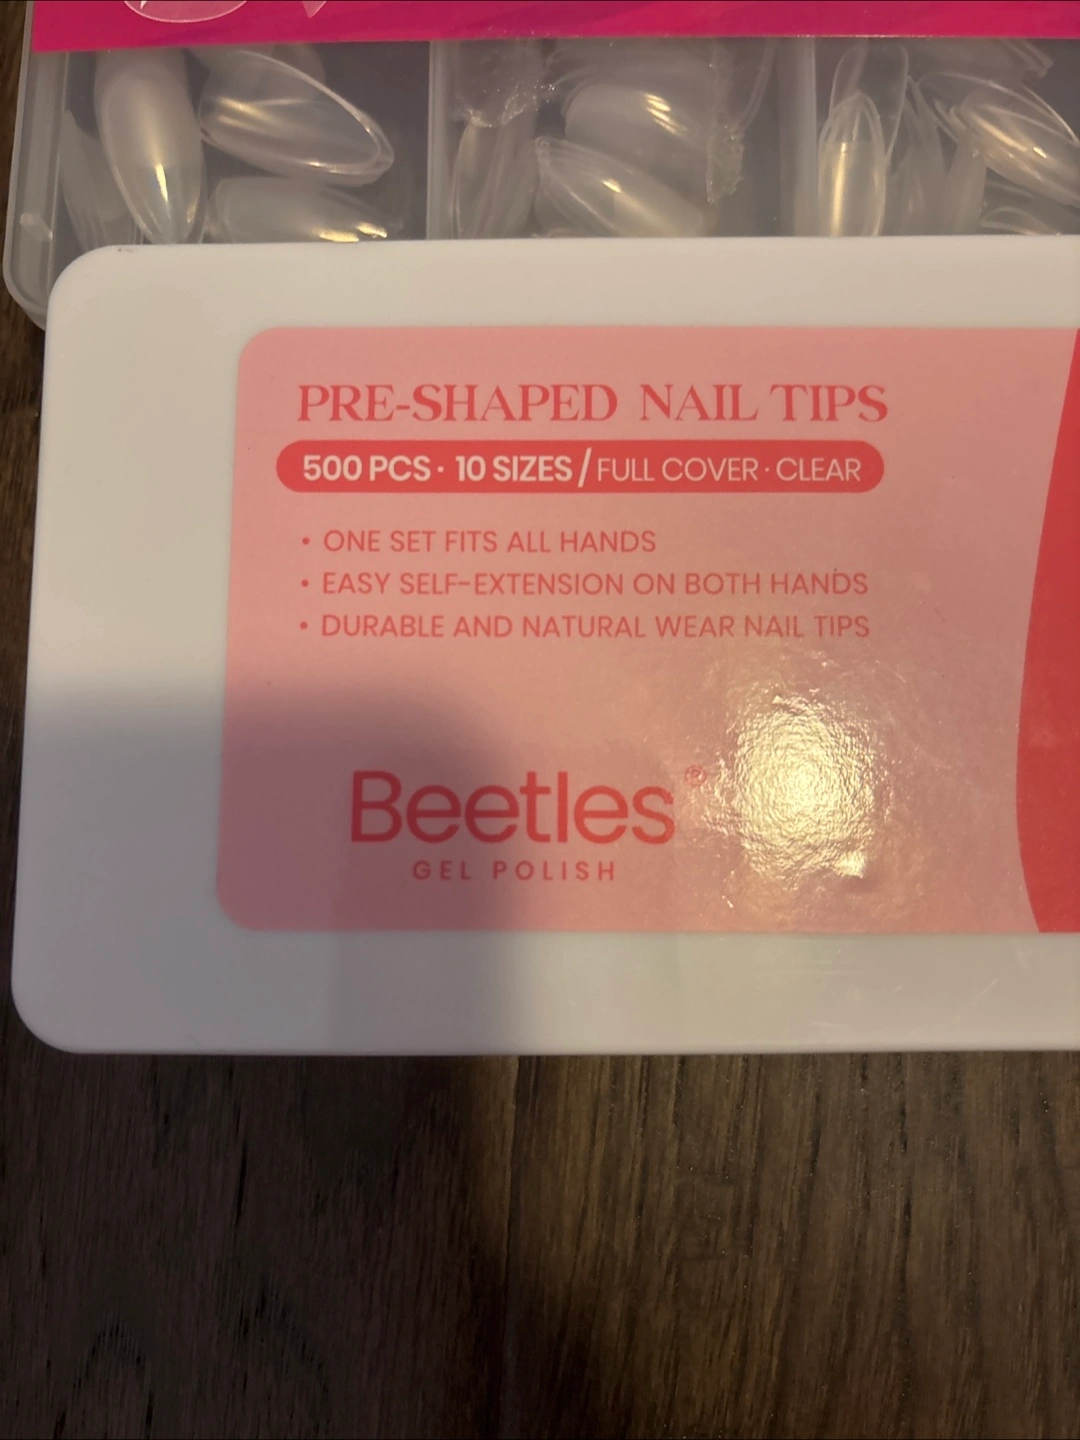 PRE-SHAPED NAIL TIPS
500 PCS · 10 SIZES / FULL COVER · CLEAR
• ONE SET FITS ALL HANDS
• EASY SELF-EXTENSION ON BOTH HANDS
• DURABLE AND NATURAL WEAR NAIL TIPS
Beetles®
GEL POLISH